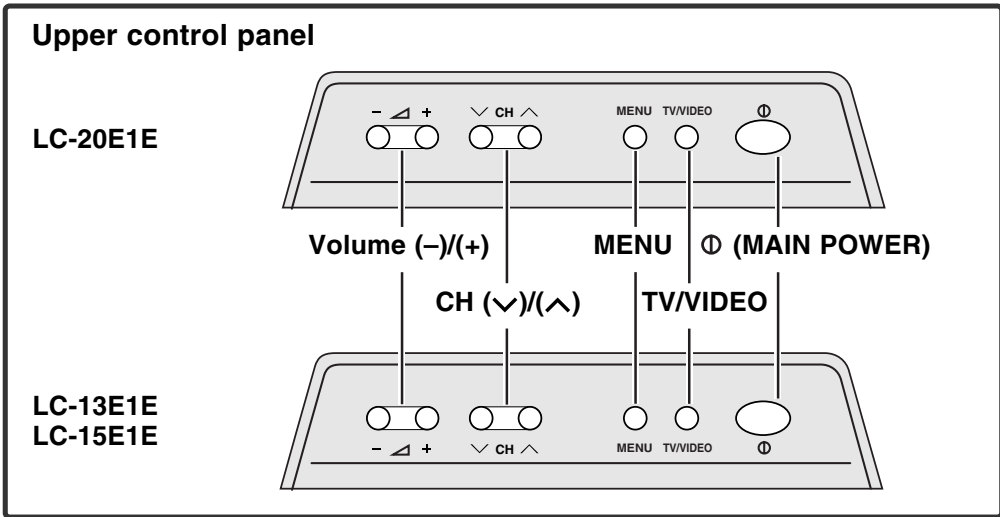 Upper control panel
LC-20E1E
– ⊿ + ∨ CH ∧ MENU TV/VIDEO ⏼
Volume (–)/(+) MENU ⏼ (MAIN POWER)
CH (∨)/(∧) TV/VIDEO
LC-13E1E
LC-15E1E
– ⊿ + ∨ CH ∧ MENU TV/VIDEO ⏼